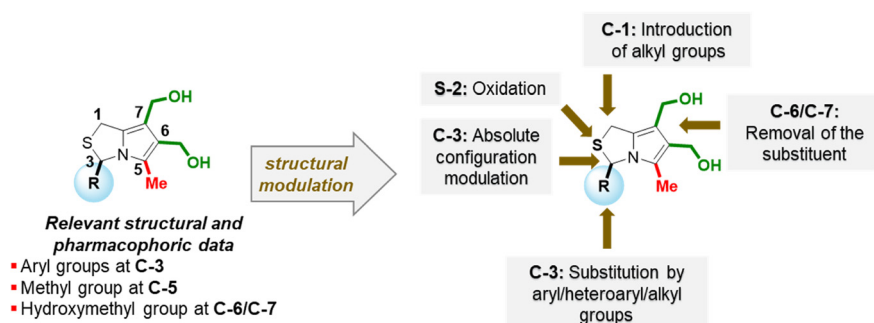 C-1: Introduction
of alkyl groups
S-2: Oxidation
C-3: Absolute
configuration
modulation
C-6/C-7:
Removal of the
substituent
C-3: Substitution by
aryl/heteroaryl/alkyl
groups
structural
modulation
1
7
OH
S
6
3
N
OH
5
R
Me
OH
S
N
OH
R
Me
Relevant structural and
pharmacophoric data
▪ Aryl groups at C-3
▪ Methyl group at C-5
▪ Hydroxymethyl group at C-6/C-7